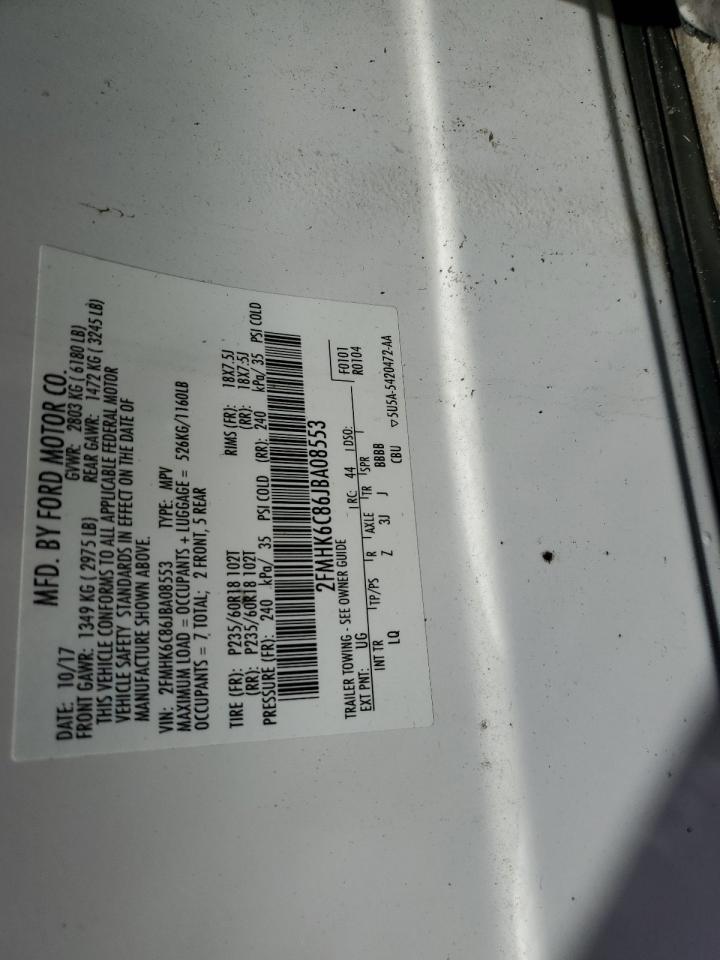 MFD. BY FORD MOTOR CO.
DATE: 10/17 GVWR: 2803 KG ( 6180 LB)
FRONT GAWR: 1349 KG ( 2975 LB) REAR GAWR: 1472 KG ( 3245 LB)
THIS VEHICLE CONFORMS TO ALL APPLICABLE FEDERAL MOTOR
VEHICLE SAFETY STANDARDS IN EFFECT ON THE DATE OF
MANUFACTURE SHOWN ABOVE.
VIN: 2FMHK6C86JBA08553 TYPE: MPV
MAXIMUM LOAD = OCCUPANTS + LUGGAGE = 526KG/1160LB
OCCUPANTS = 7 TOTAL; 2 FRONT, 5 REAR
TIRE (FR): P235/60R18 102T RIMS (FR): 18X7.5J
(RR): P235/60R18 102T (RR): 18X7.5J
PRESSURE (FR): 240 kPa/ 35 PSI COLD (RR): 240 kPa/ 35 PSI COLD
2FMHK6C86JBA08553
TRAILER TOWING - SEE OWNER GUIDE F0101
EXT PNT: UG RC: 44 DSO: R0104
INT TR TP/PS R AXLE TR SPR
LQ Z 3J J BBBB
CBU ▽5U5A-5420472-AA